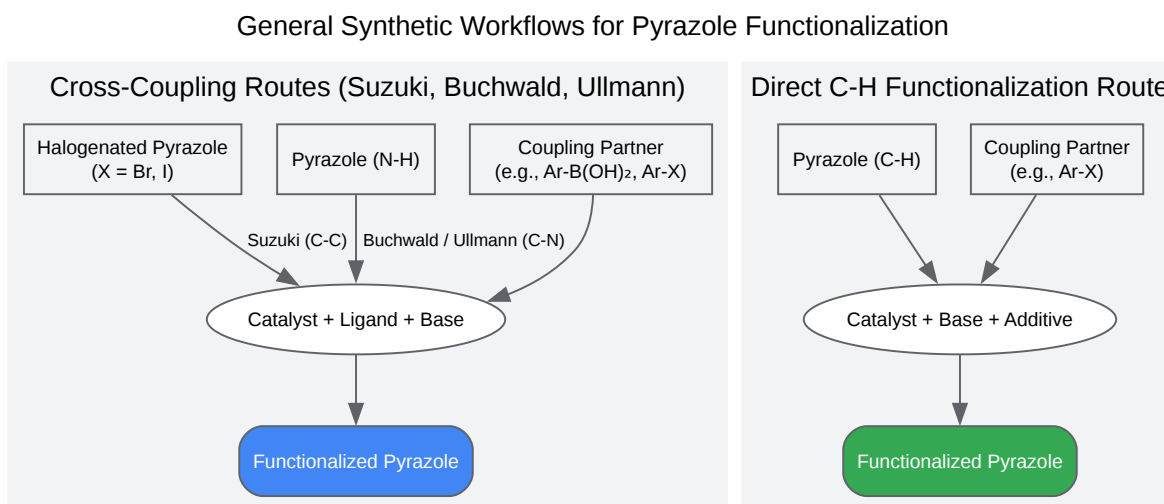 General Synthetic Workflows for Pyrazole Functionalization
Cross-Coupling Routes (Suzuki, Buchwald, Ullmann)
Halogenated Pyrazole
(X = Br, I)
Pyrazole (N-H)
Coupling Partner
(e.g., Ar-B(OH)₂, Ar-X)
Suzuki (C-C)
Buchwald / Ullmann (C-N)
Catalyst + Ligand + Base
Functionalized Pyrazole
Direct C-H Functionalization Route
Pyrazole (C-H)
Coupling Partner
(e.g., Ar-X)
Catalyst + Base + Additive
Functionalized Pyrazole